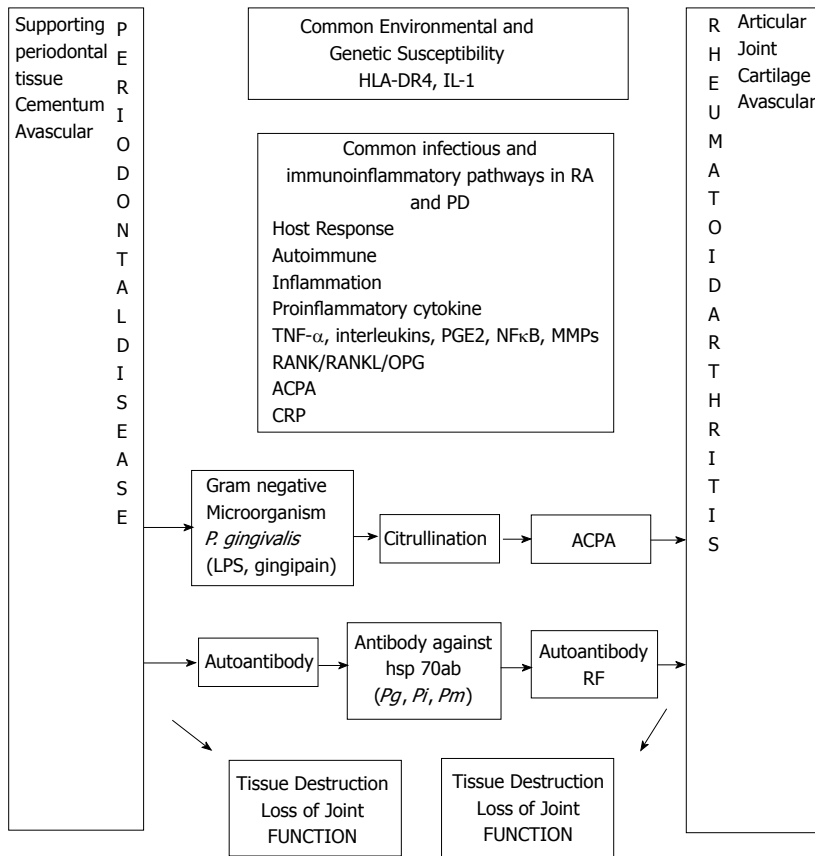 Supporting
periodontal
tissue
Cementum
Avascular
PERIODONTALDISEASE
Common Environmental and
Genetic Susceptibility
HLA-DR4, IL-1
Common infectious and
immunoinflammatory pathways in RA
and PD
Host Response
Autoimmune
Inflammation
Proinflammatory cytokine
TNF-α, interleukins, PGE2, NFκB, MMPs
RANK/RANKL/OPG
ACPA
CRP
Gram negative
Microorganism
P. gingivalis
(LPS, gingipain)
Citrullination
ACPA
Autoantibody
Antibody against
hsp 70ab
(Pg, Pi, Pm)
Autoantibody
RF
Tissue Destruction
Loss of Joint
FUNCTION
Tissue Destruction
Loss of Joint
FUNCTION
RHEUMATOIDARTHRITIS
Articular
Joint
Cartilage
Avascular